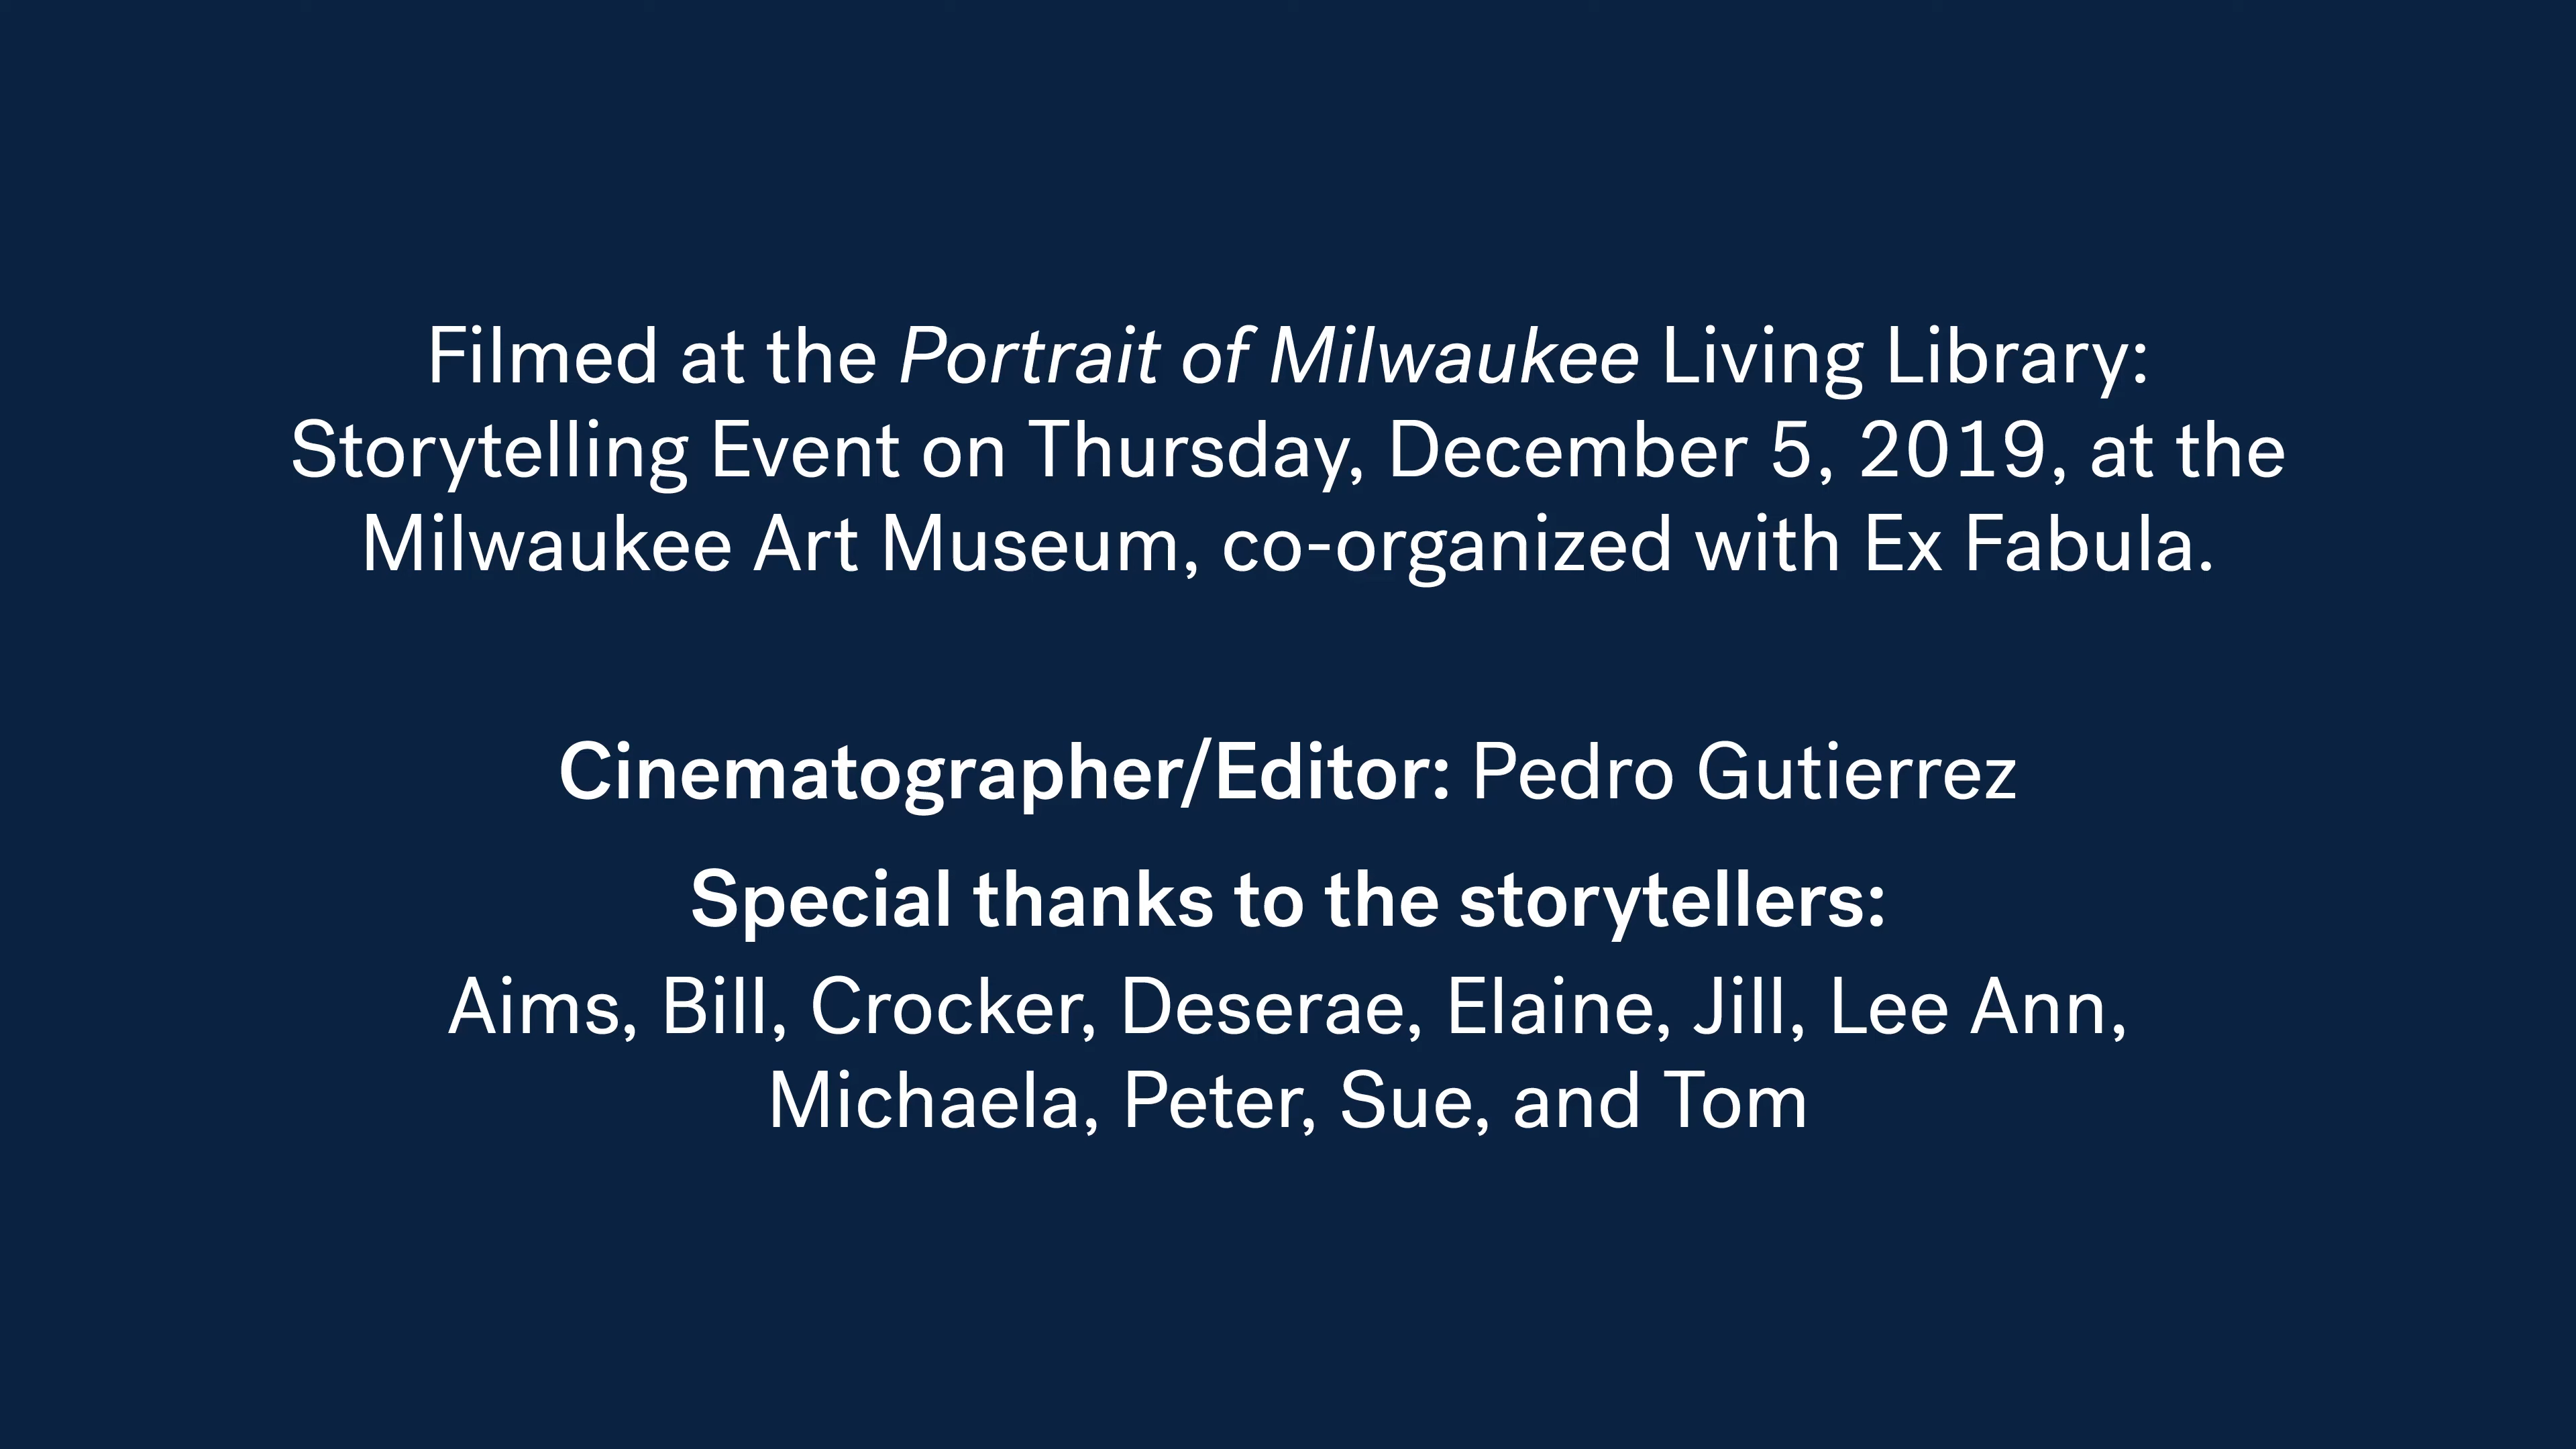 Filmed at the Portrait of Milwaukee Living Library:
Storytelling Event on Thursday, December 5, 2019, at the
Milwaukee Art Museum, co-organized with Ex Fabula.
Cinematographer/Editor: Pedro Gutierrez
Special thanks to the storytellers:
Aims, Bill, Crocker, Deserae, Elaine, Jill, Lee Ann,
Michaela, Peter, Sue, and Tom